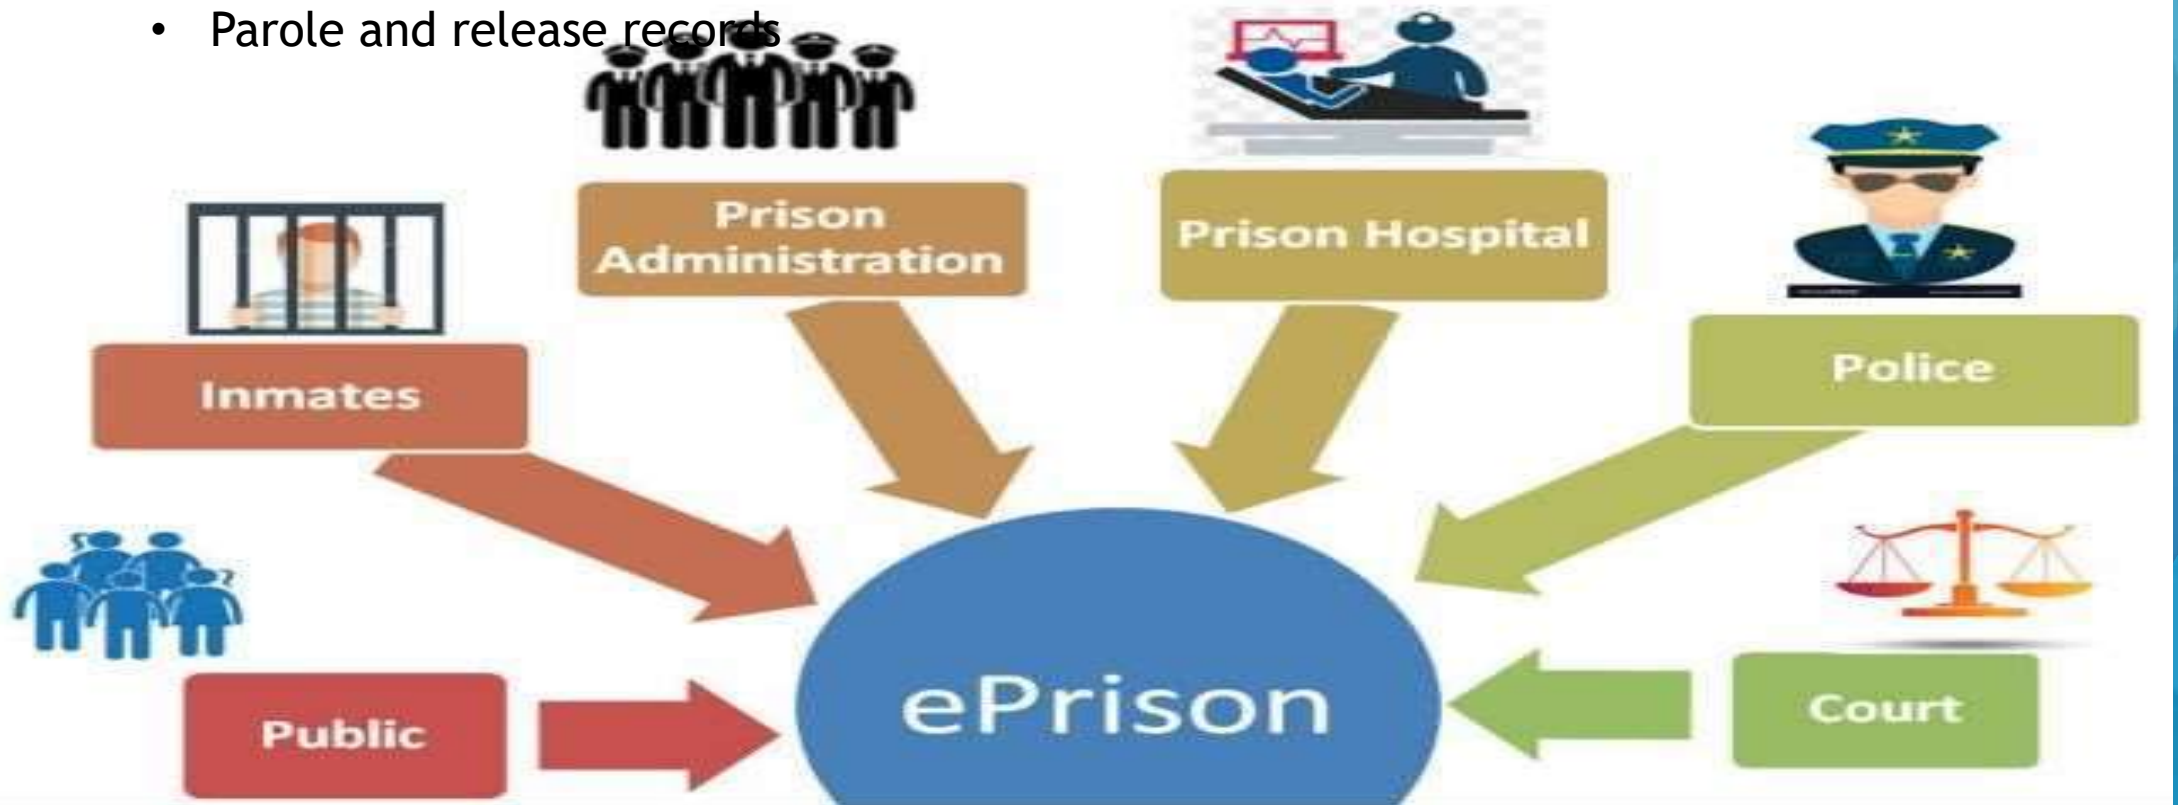 • Parole and release records
Prison
Administration
Prison Hospital
Inmates
Police
Public
ePrison
Court